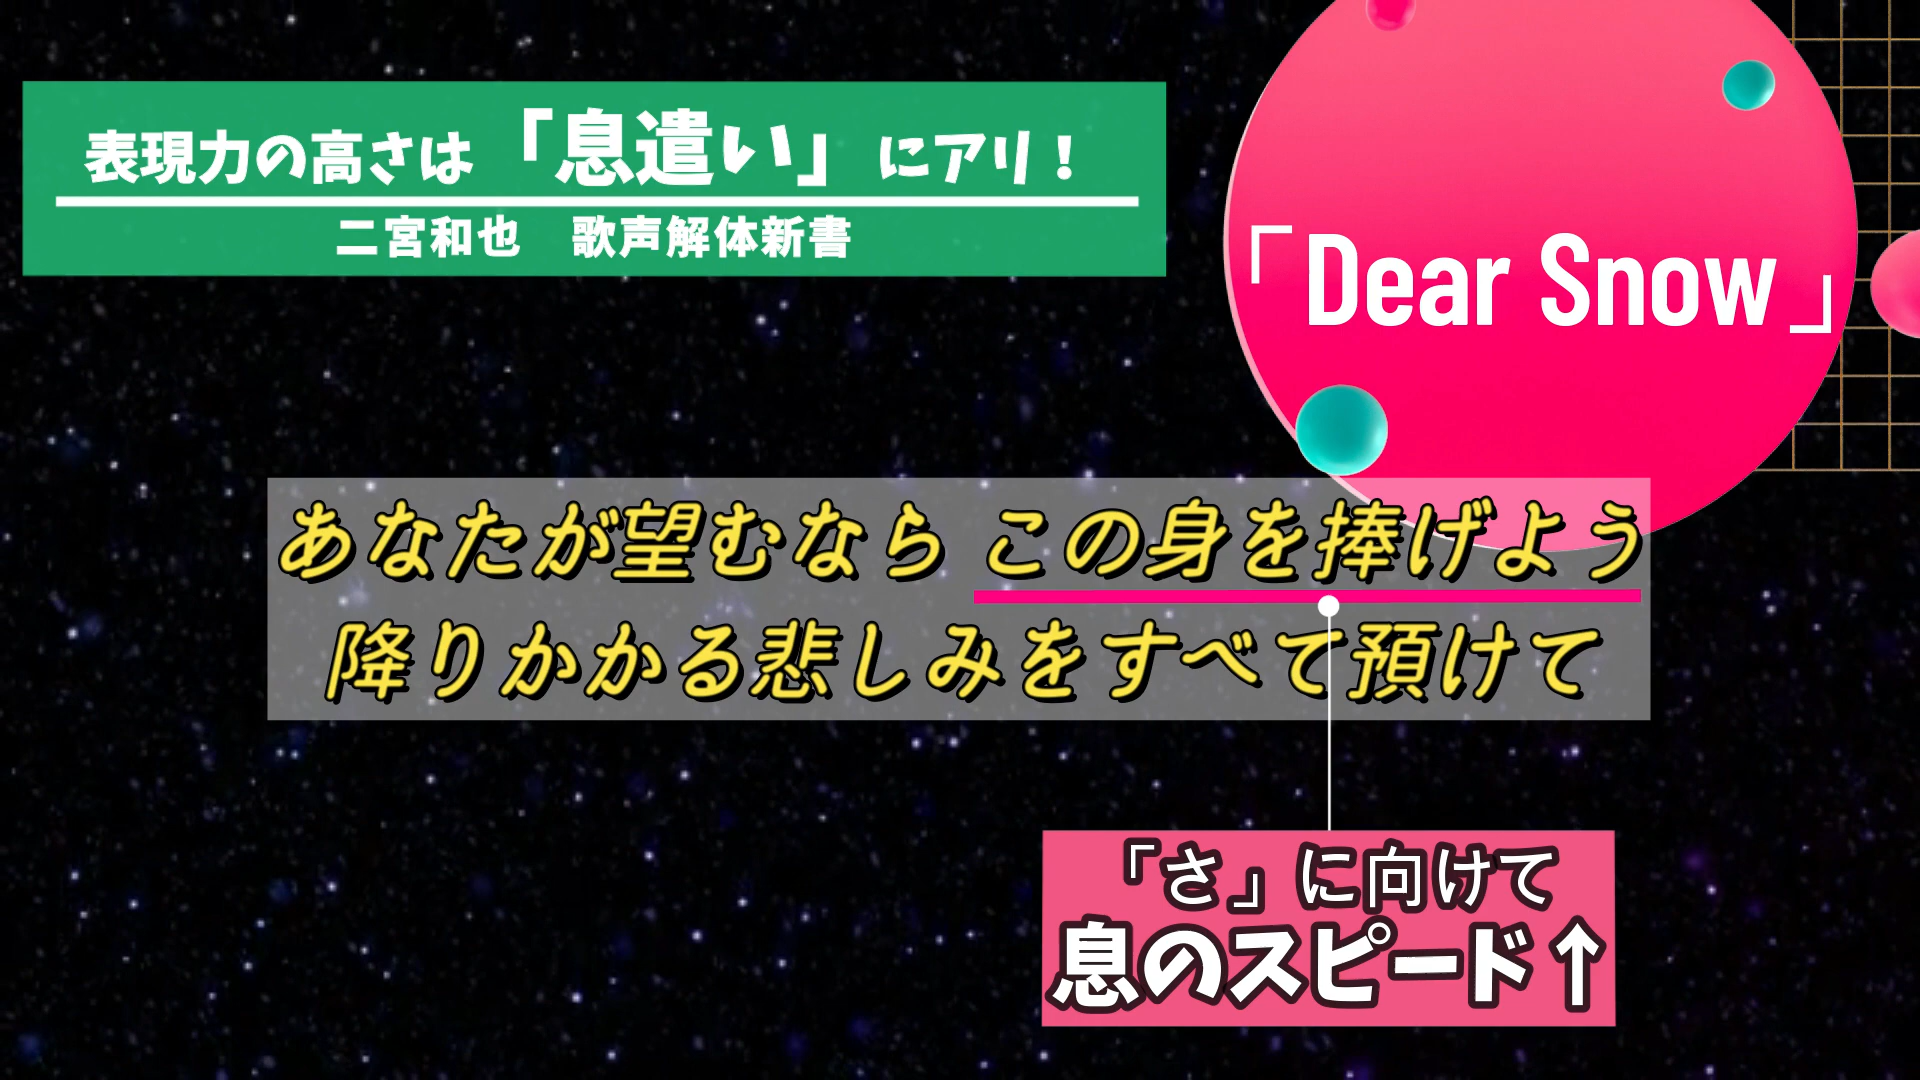 表現力の高さは「息遣い」にアリ！
二宮和也　歌声解体新書
「Dear Snow」
あなたが望むなら この身を捧げよう
降りかかる悲しみをすべて預けて
「さ」に向けて
息のスピード↑